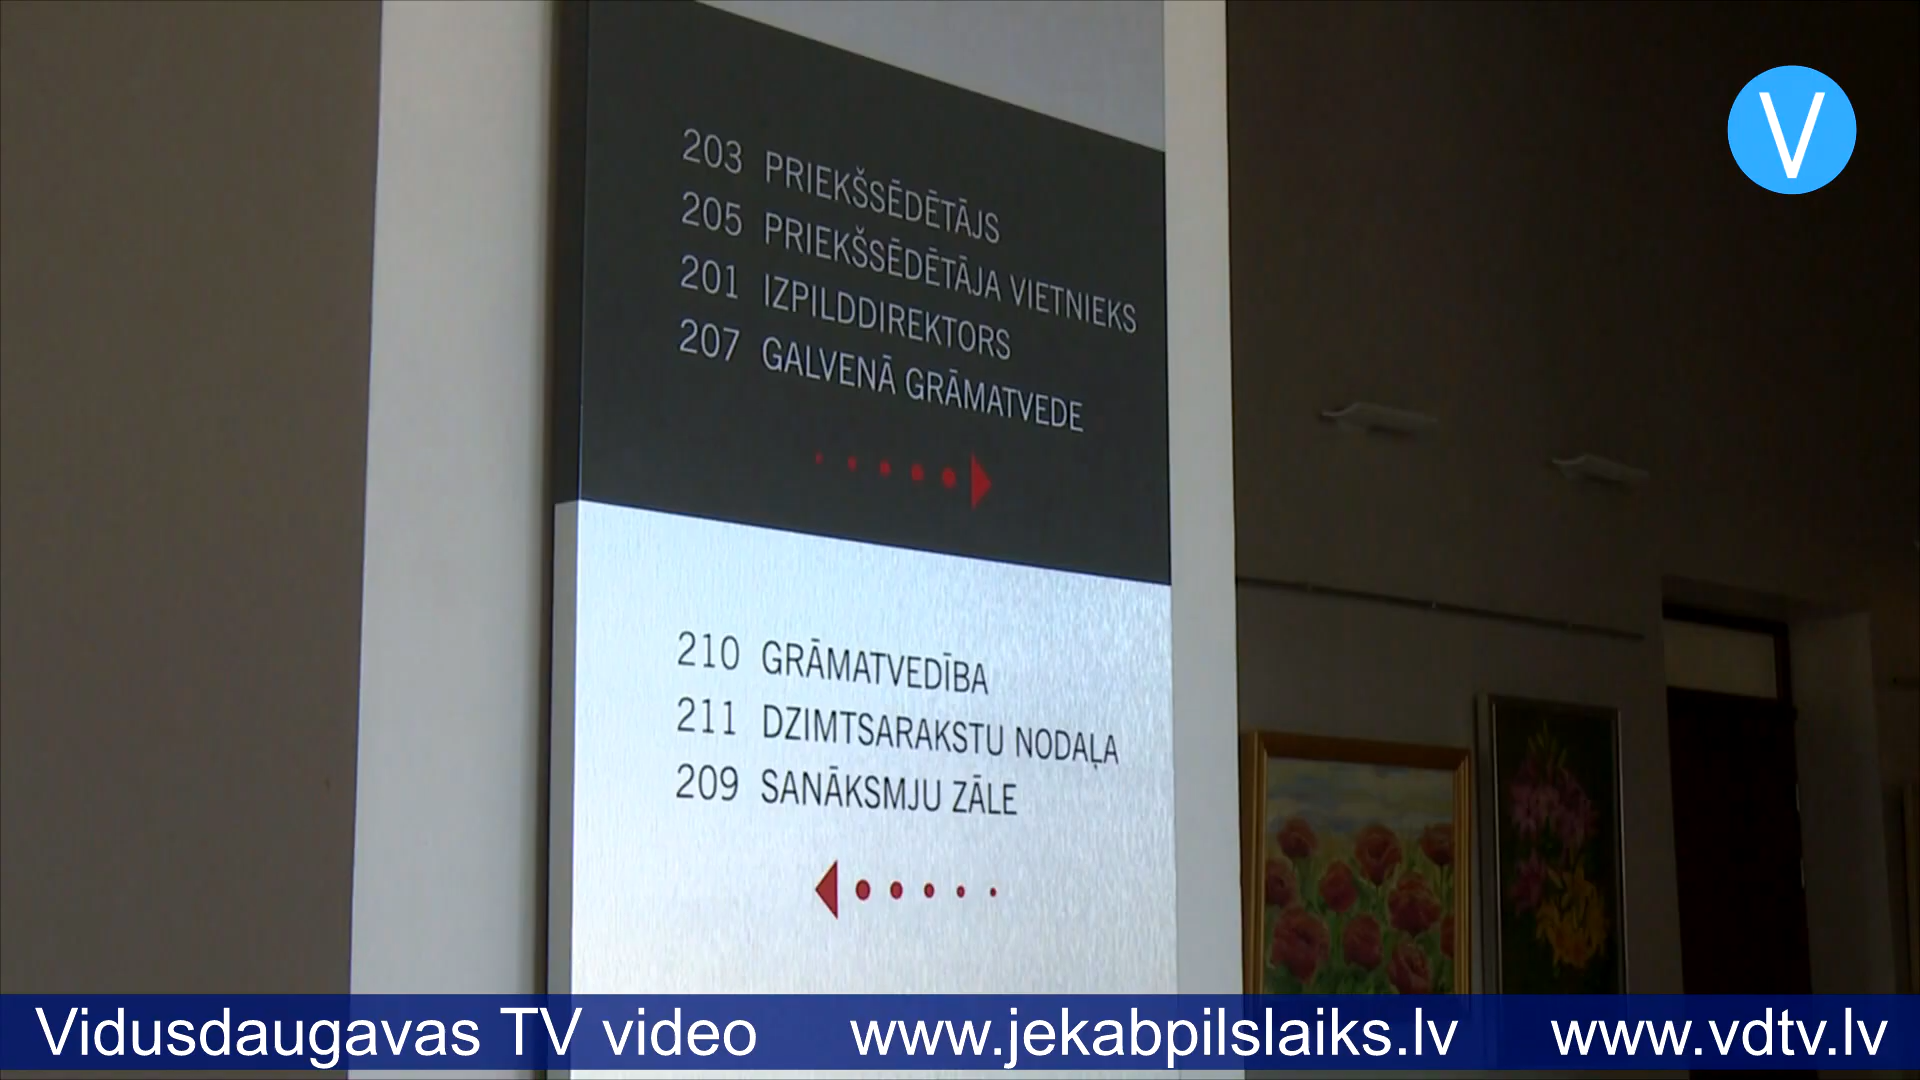 V
203 PRIEKŠSĒDĒTĀJS
205 PRIEKŠSĒDĒTĀJA VIETNIEKS
201 IZPILDDIREKTORS
207 GALVENĀ GRĀMATVEDE
210 GRĀMATVEDĪBA
211 DZIMTSARAKSTU NODAĻA
209 SANĀKSMJU ZĀLE
Vidusdaugavas TV video www.jekabpilslaiks.lv www.vdtv.lv